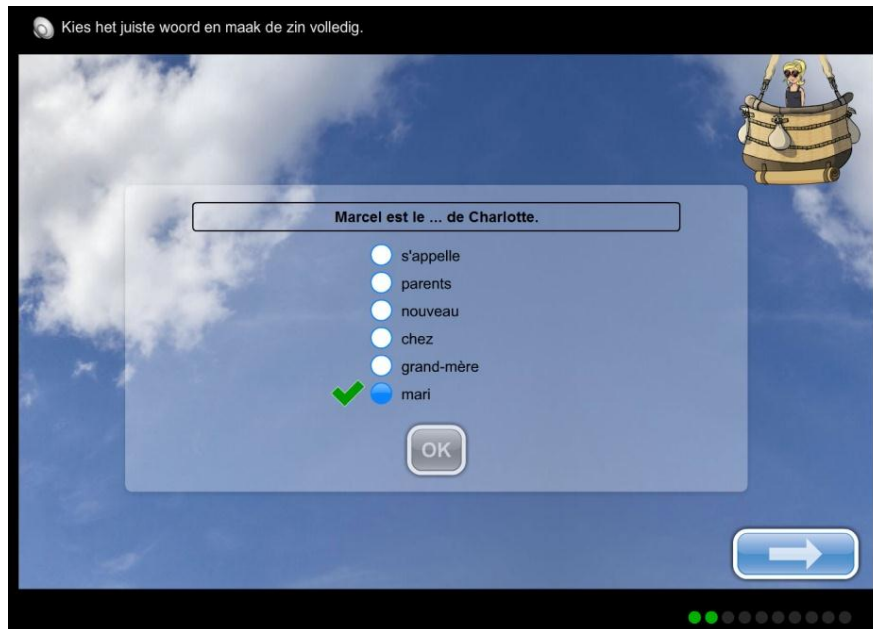 Kies het juiste woord en maak de zin volledig.
Marcel est le ... de Charlotte.
s'appelle
parents
nouveau
chez
grand-mère
mari
OK